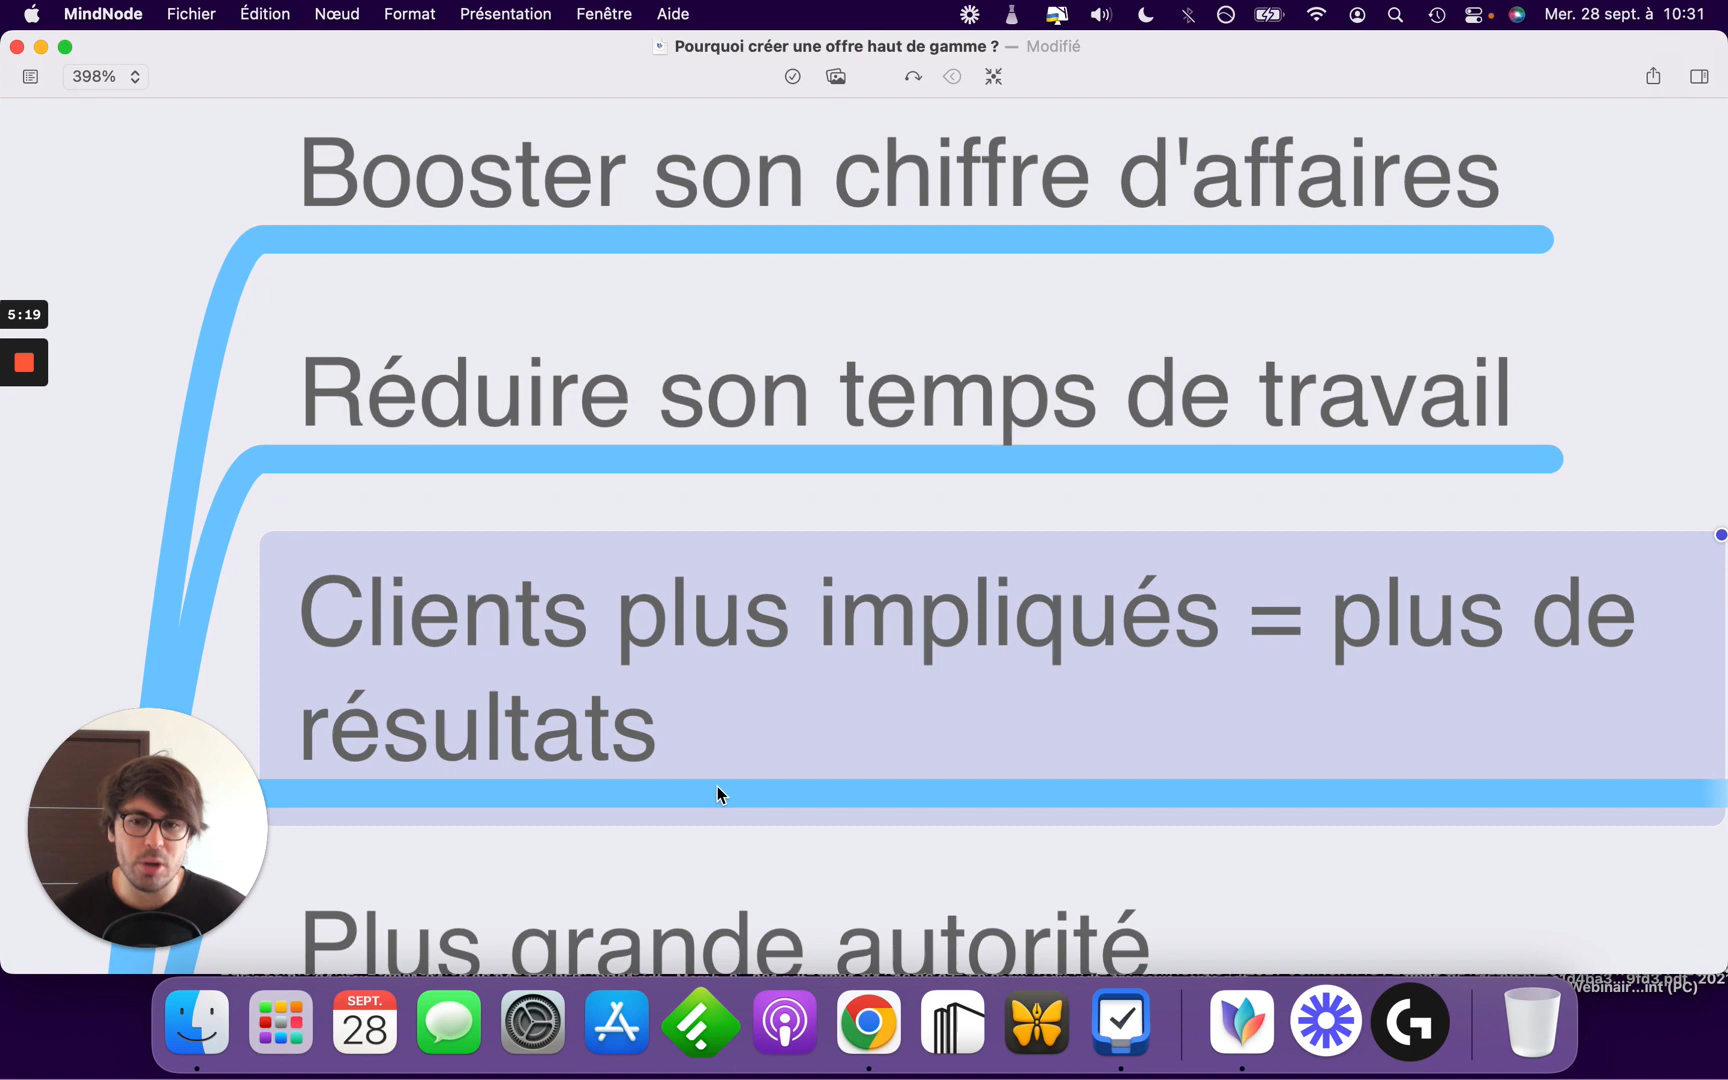 MindNode Fichier Édition Nœud Format Présentation Fenêtre Aide Mer. 28 sept. à 10:31
Pourquoi créer une offre haut de gamme ? — Modifié
398%
Booster son chiffre d'affaires
5:19
Réduire son temps de travail
Clients plus impliqués = plus de
résultats
Plus grande autorité
SEPT.
28